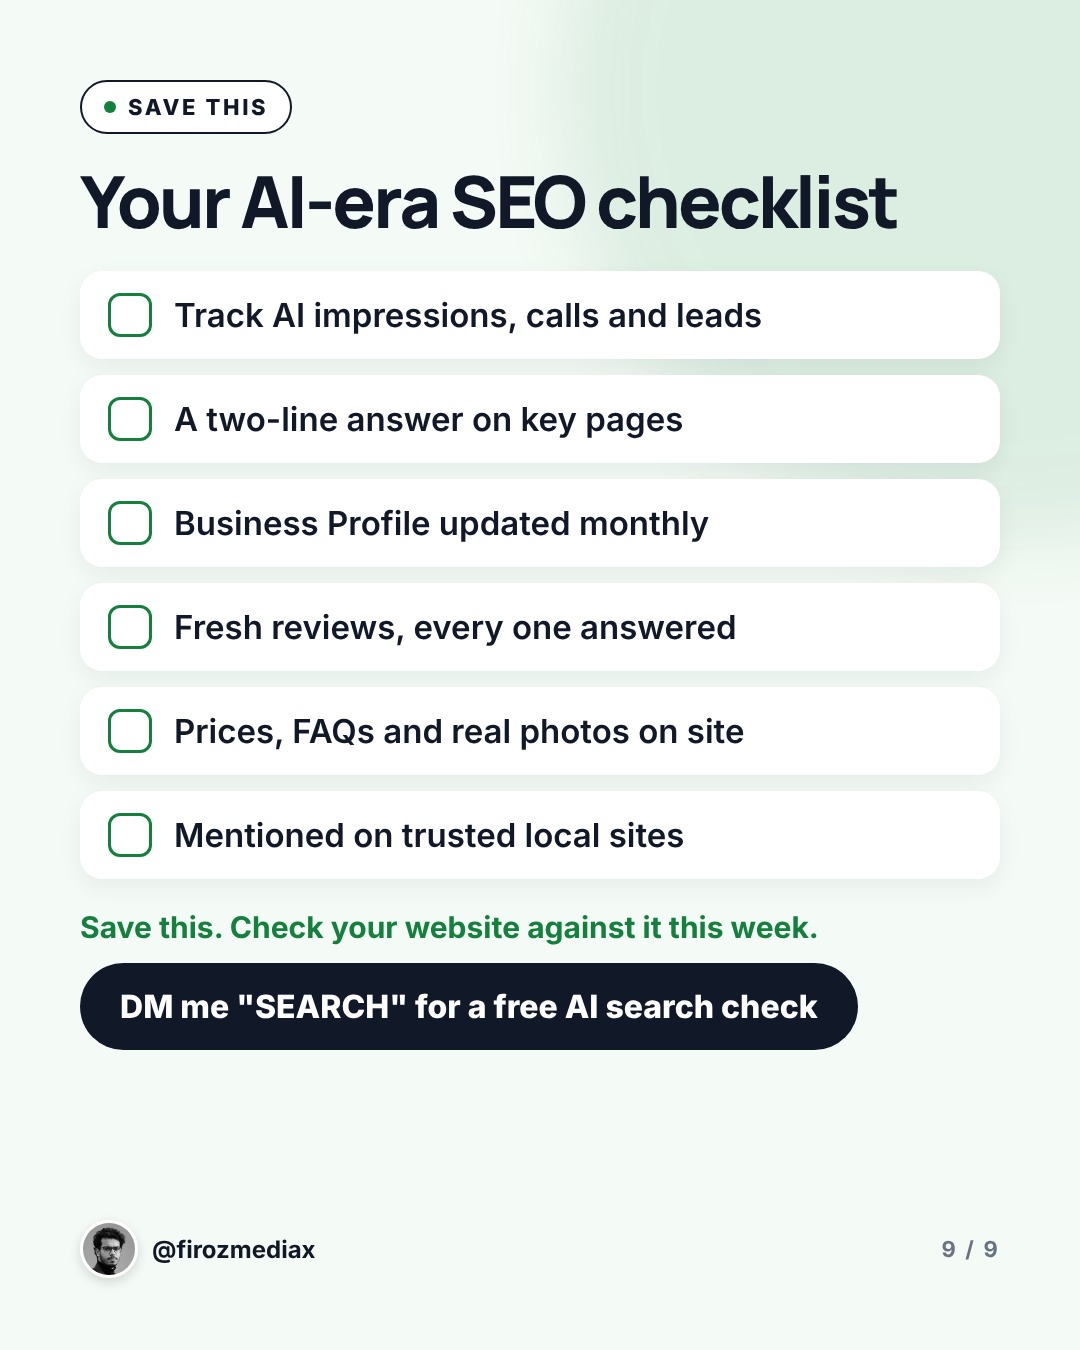 SAVE THIS
Your AI-era SEO checklist
Track AI impressions, calls and leads
A two-line answer on key pages
Business Profile updated monthly
Fresh reviews, every one answered
Prices, FAQs and real photos on site
Mentioned on trusted local sites
Save this. Check your website against it this week.
DM me "SEARCH" for a free AI search check
@firozmediax
9 / 9